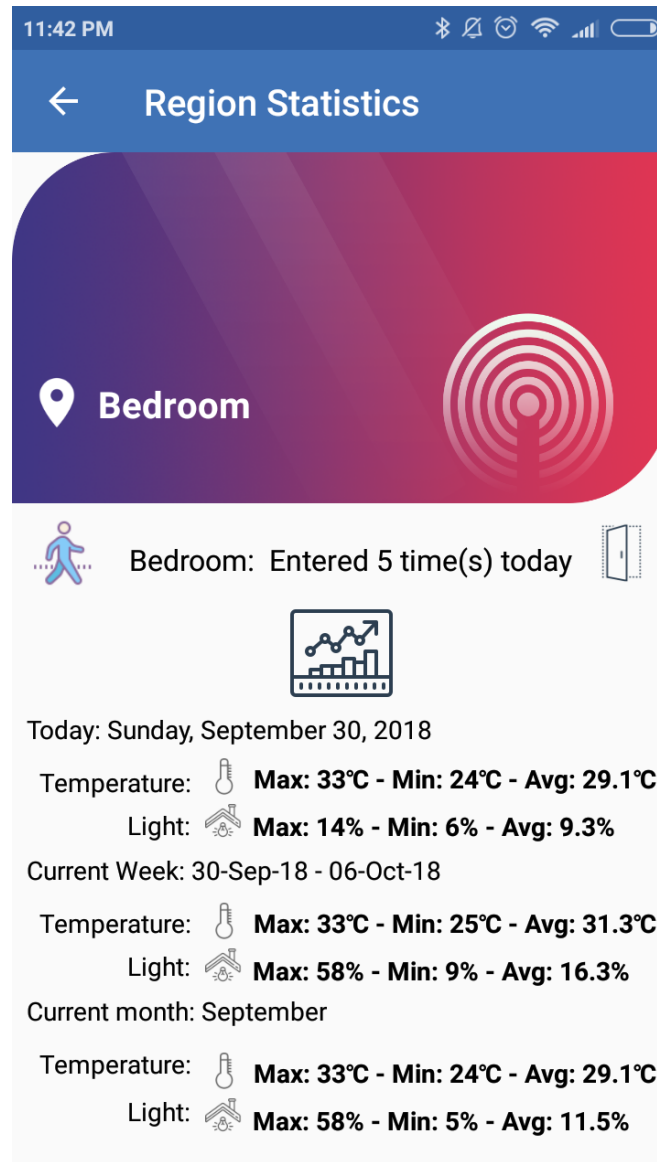 11:42 PM
Region Statistics
Bedroom
Bedroom: Entered 5 time(s) today
Today: Sunday, September 30, 2018
Temperature: Max: 33℃ - Min: 24℃ - Avg: 29.1℃
Light: Max: 14% - Min: 6% - Avg: 9.3%
Current Week: 30-Sep-18 - 06-Oct-18
Temperature: Max: 33℃ - Min: 25℃ - Avg: 31.3℃
Light: Max: 58% - Min: 9% - Avg: 16.3%
Current month: September
Temperature: Max: 33℃ - Min: 24℃ - Avg: 29.1℃
Light: Max: 58% - Min: 5% - Avg: 11.5%